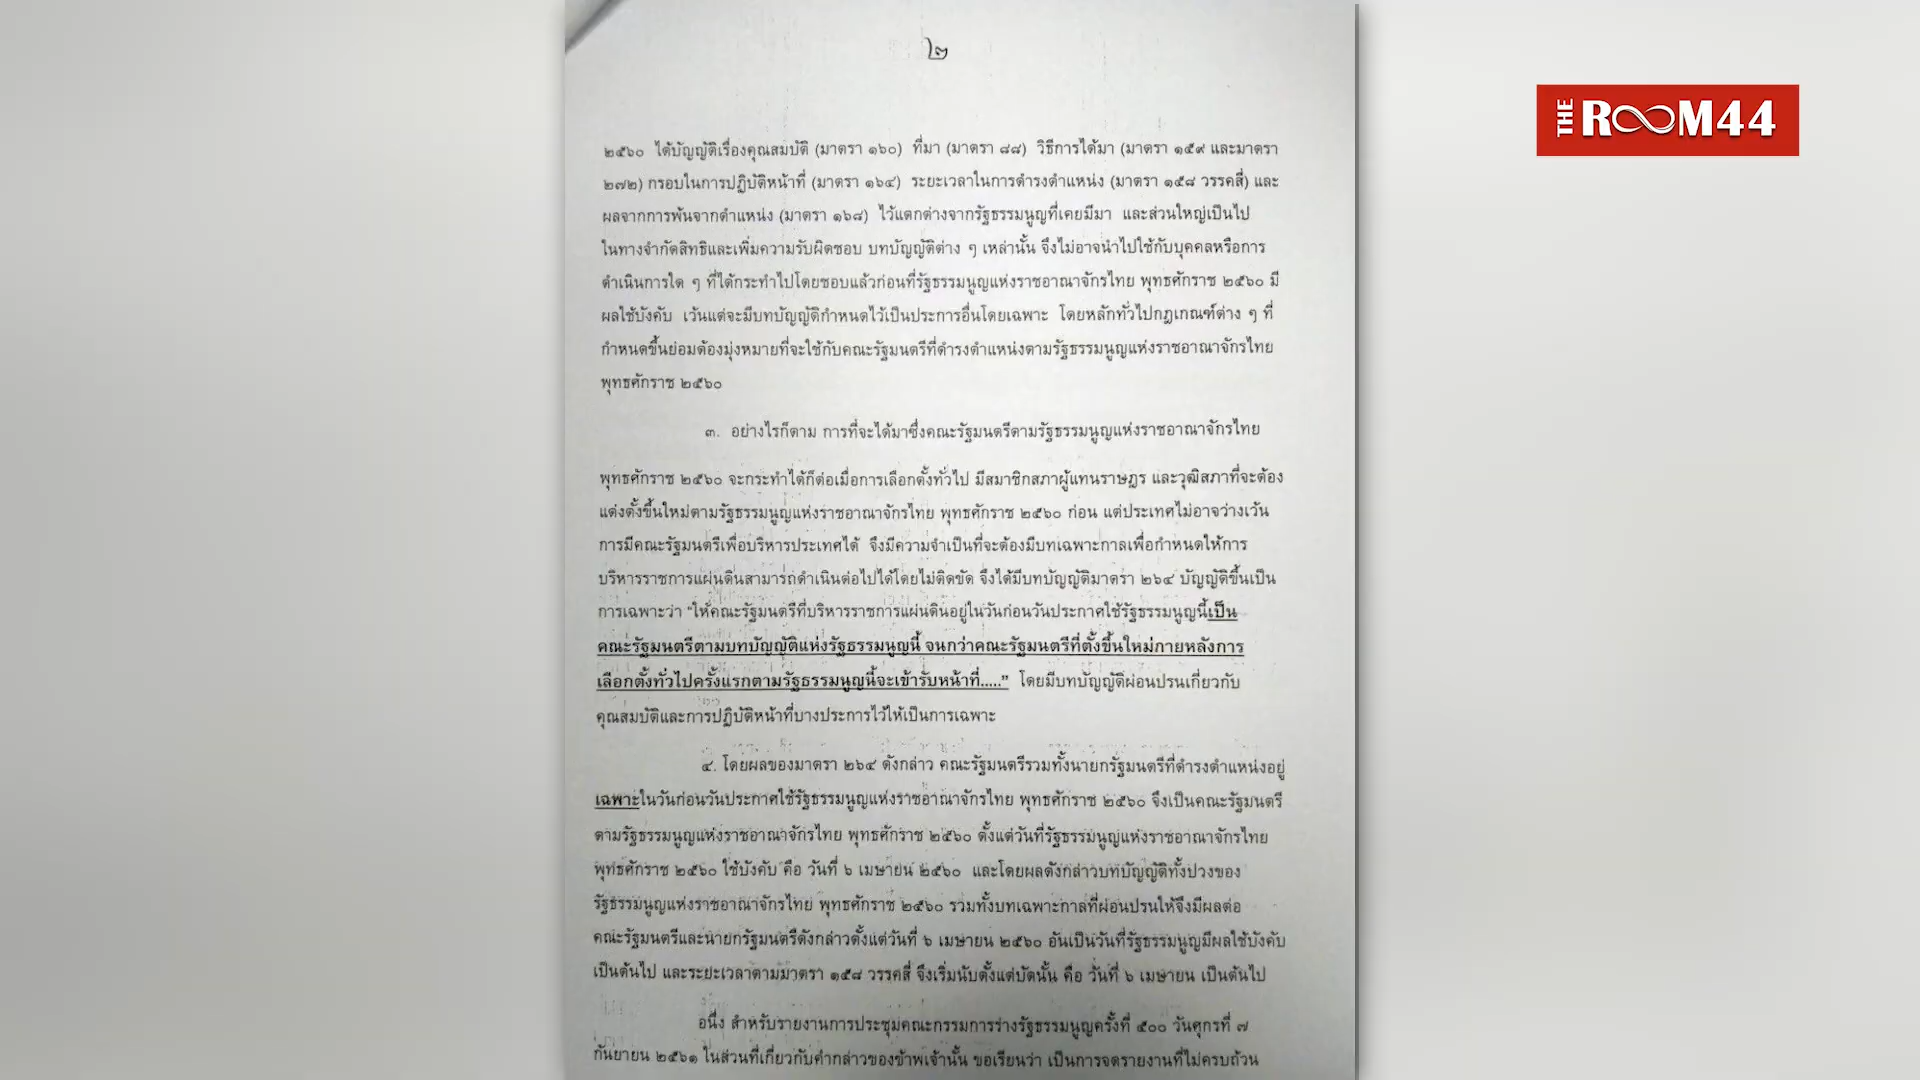 ๒
THE ROOM44
๒๕๖๐ ได้บัญญัติเรื่องคุณสมบัติ (มาตรา ๑๖๐) ที่มา (มาตรา ๘๘) วิธีการได้มา (มาตรา ๑๕๙ และมาตรา
๒๗๒) กรอบในการปฏิบัติหน้าที่ (มาตรา ๑๖๔) ระยะเวลาในการดำรงตำแหน่ง (มาตรา ๑๕๘ วรรคสี่) และ
ผลจากการพ้นจากตำแหน่ง (มาตรา ๑๖๘) ไว้แตกต่างจากรัฐธรรมนูญที่เคยมีมา และส่วนใหญ่เป็นไป
ในทางจำกัดสิทธิและเพิ่มความรับผิดชอบ บทบัญญัติต่าง ๆ เหล่านั้น จึงไม่อาจนำไปใช้กับบุคคลหรือการ
ดำเนินการใด ๆ ที่ได้กระทำไปโดยชอบแล้วก่อนที่รัฐธรรมนูญแห่งราชอาณาจักรไทย พุทธศักราช ๒๕๖๐ มี
ผลใช้บังคับ เว้นแต่จะมีบทบัญญัติกำหนดไว้เป็นประการอื่นโดยเฉพาะ โดยหลักทั่วไปกฎเกณฑ์ต่าง ๆ ที่
กำหนดขึ้นย่อมต้องมุ่งหมายที่จะใช้กับคณะรัฐมนตรีที่ดำรงตำแหน่งตามรัฐธรรมนูญแห่งราชอาณาจักรไทย
พุทธศักราช ๒๕๖๐
๓. อย่างไรก็ตาม การที่จะได้มาซึ่งคณะรัฐมนตรีตามรัฐธรรมนูญแห่งราชอาณาจักรไทย
พุทธศักราช ๒๕๖๐ จะกระทำได้ก็ต่อเมื่อการเลือกตั้งทั่วไป มีสมาชิกสภาผู้แทนราษฎร และวุฒิสภาที่จะต้อง
แต่งตั้งขึ้นใหม่ตามรัฐธรรมนูญแห่งราชอาณาจักรไทย พุทธศักราช ๒๕๖๐ ก่อน แต่ประเทศไม่อาจว่างเว้น
การมีคณะรัฐมนตรีเพื่อบริหารประเทศได้ จึงมีความจำเป็นที่จะต้องมีบทเฉพาะกาลเพื่อกำหนดให้การ
บริหารราชการแผ่นดินสามารถดำเนินต่อไปได้โดยไม่ติดขัด จึงได้มีบทบัญญัติมาตรา ๒๖๔ บัญญัติขึ้นเป็น
การเฉพาะว่า "ให้คณะรัฐมนตรีที่บริหารราชการแผ่นดินอยู่ในวันก่อนวันประกาศใช้รัฐธรรมนูญนี้เป็น
คณะรัฐมนตรีตามบทบัญญัติแห่งรัฐธรรมนูญนี้ จนกว่าคณะรัฐมนตรีที่ตั้งขึ้นใหม่ภายหลังการ
เลือกตั้งทั่วไปครั้งแรกตามรัฐธรรมนูญนี้จะเข้ารับหน้าที่....." โดยมีบทบัญญัติผ่อนปรนเกี่ยวกับ
คุณสมบัติและการปฏิบัติหน้าที่บางประการไว้ให้เป็นการเฉพาะ
๔. โดยผลของมาตรา ๒๖๔ ดังกล่าว คณะรัฐมนตรีรวมทั้งนายกรัฐมนตรีที่ดำรงตำแหน่งอยู่
เฉพาะในวันก่อนวันประกาศใช้รัฐธรรมนูญแห่งราชอาณาจักรไทย พุทธศักราช ๒๕๖๐ จึงเป็นคณะรัฐมนตรี
ตามรัฐธรรมนูญแห่งราชอาณาจักรไทย พุทธศักราช ๒๕๖๐ ตั้งแต่วันที่รัฐธรรมนูญแห่งราชอาณาจักรไทย
พุทธศักราช ๒๕๖๐ ใช้บังคับ คือ วันที่ ๖ เมษายน ๒๕๖๐ และโดยผลดังกล่าวบทบัญญัติทั้งปวงของ
รัฐธรรมนูญแห่งราชอาณาจักรไทย พุทธศักราช ๒๕๖๐ รวมทั้งบทเฉพาะกาลที่ผ่อนปรนให้จึงมีผลต่อ
คณะรัฐมนตรีและนายกรัฐมนตรีดังกล่าวตั้งแต่วันที่ ๖ เมษายน ๒๕๖๐ อันเป็นวันที่รัฐธรรมนูญมีผลใช้บังคับ
เป็นต้นไป และระยะเวลาตามมาตรา ๑๕๘ วรรคสี่ จึงเริ่มนับตั้งแต่บัดนั้น คือ วันที่ ๖ เมษายน เป็นต้นไป
อนึ่ง สำหรับรายงานการประชุมคณะกรรมการร่างรัฐธรรมนูญครั้งที่ ๕๐๐ วันศุกรที่ ๗
กันยายน ๒๕๖๑ ในส่วนที่เกี่ยวกับคำกล่าวของข้าพเจ้านั้น ขอเรียนว่า เป็นการจดรายงานที่ไม่ครบถ้วน